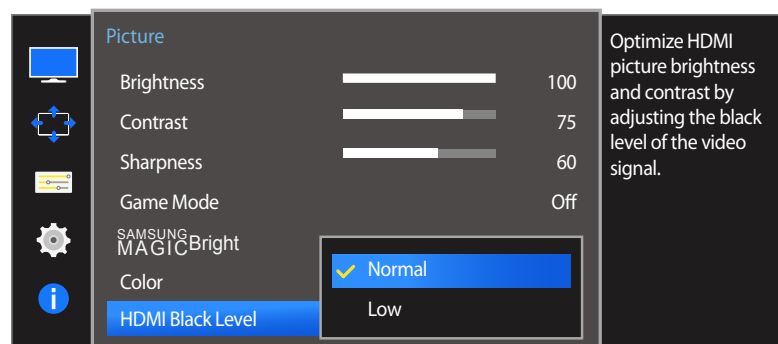 Picture
Brightness 100
Contrast 75
Sharpness 60
Game Mode Off
SAMSUNG
MAGICBright
Color
HDMI Black Level
Normal
Low
Optimize HDMI
picture brightness
and contrast by
adjusting the black
level of the video
signal.